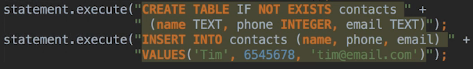 statement.execute("CREATE TABLE IF NOT EXISTS contacts " +
" (name TEXT, phone INTEGER, email TEXT)");
statement.execute("INSERT INTO contacts (name, phone, email) " +
"VALUES('Tim', 6545678, 'tim@email.com')");